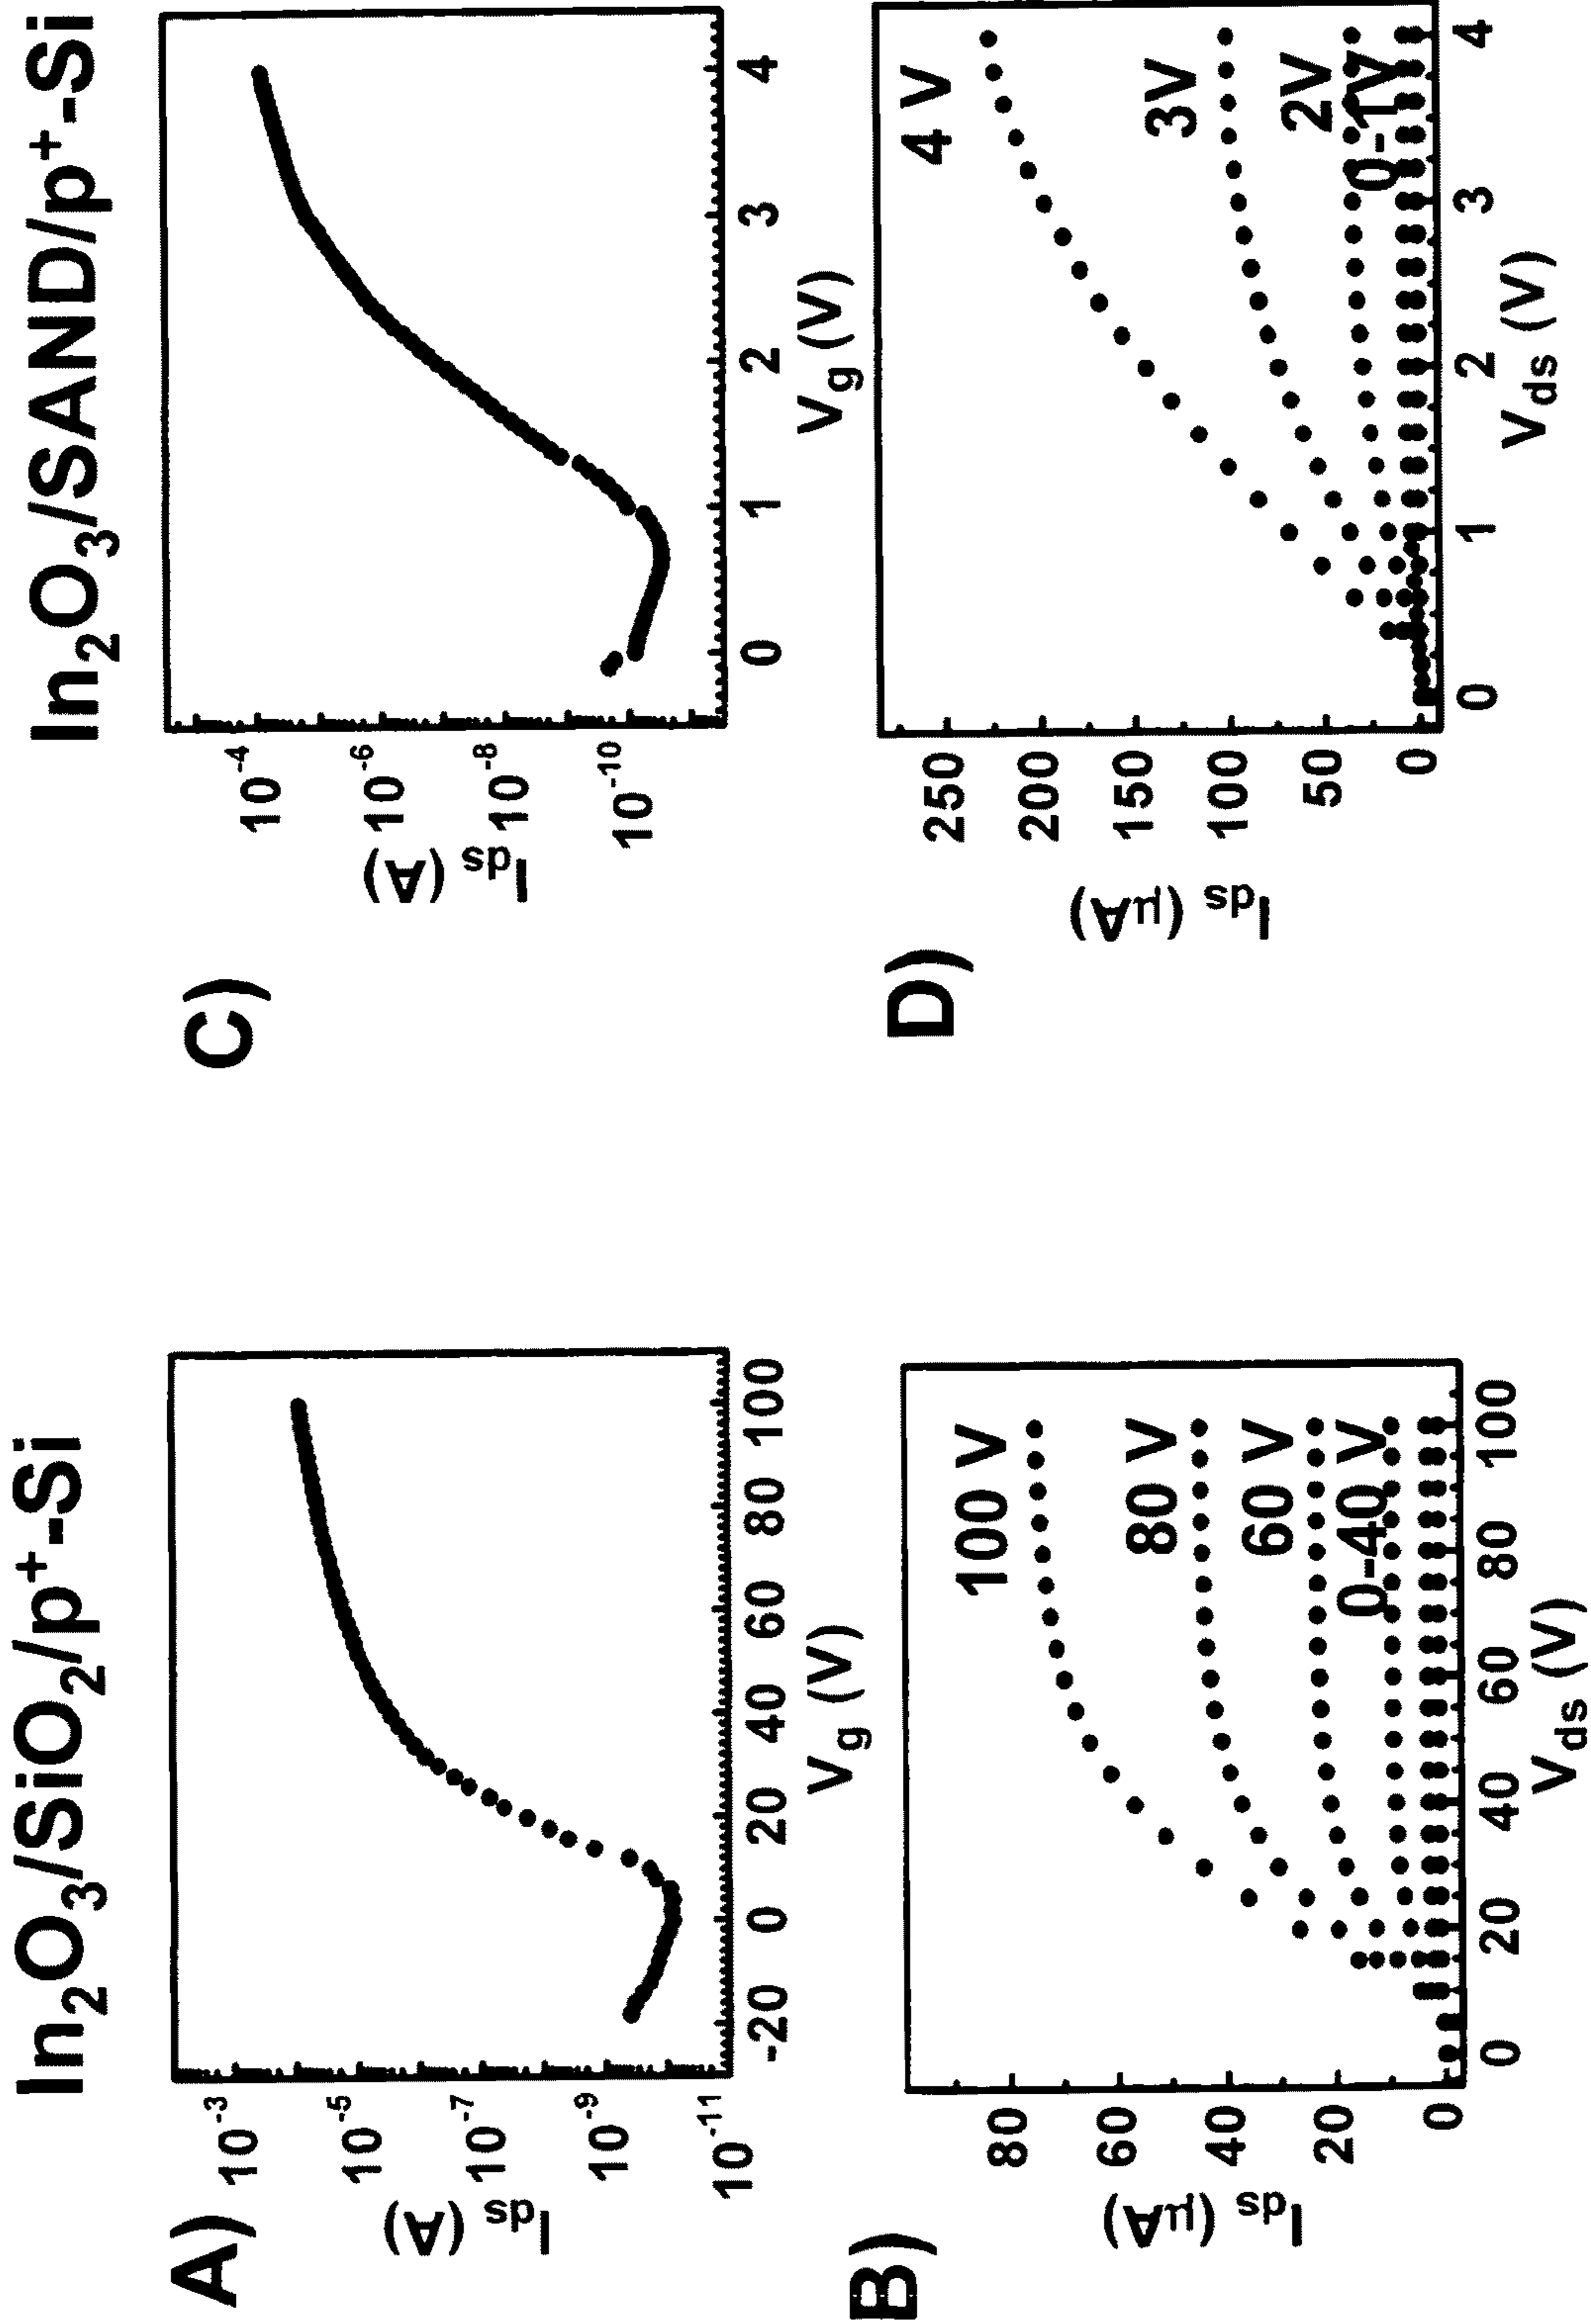 In2O3/SiO2/p+-Si
A)
10-3
10-5
10-7
10-9
10-11
Ids (A)
-20 0 20 40 60 80 100
Vg (V)
B)
80
60
40
20
0
Ids (μA)
100 V
80 V
60 V
0-40 V
0 20 40 60 80 100
Vds (V)
In2O3/SAND/p+-Si
C)
10-4
10-6
10-8
10-10
Ids (A)
0 1 2 3 4
Vg (V)
D)
250
200
150
100
50
0
Ids (μA)
4 V
3V
2V
0-1V
0 1 2 3 4
Vds (V)